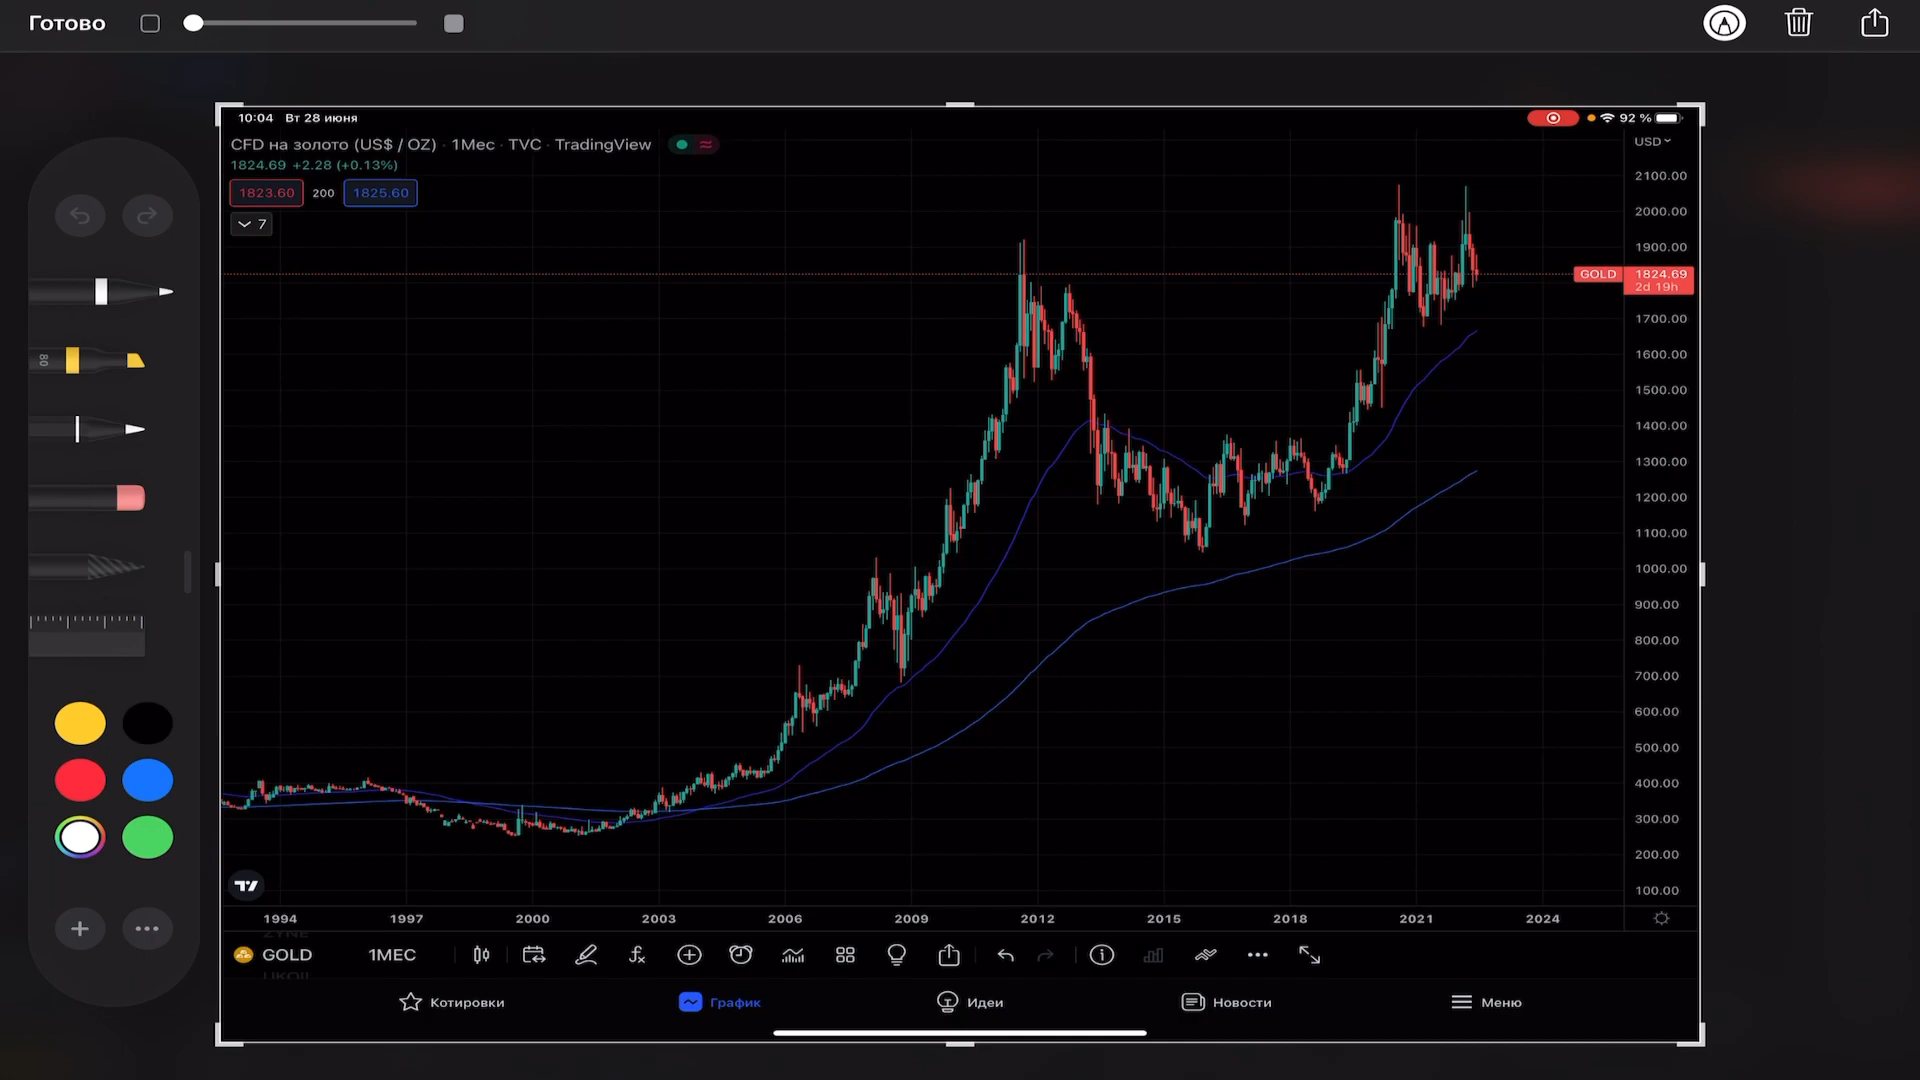 Готово
10:04 Вт 28 июня
92 %
CFD на золото (US$ / OZ) · 1Мес · TVC · TradingView
USD
1824.69 +2.28 (+0.13%)
1823.60 200 1825.60
7
80
2100.00
2000.00
1900.00
GOLD 1824.69
2d 19h
1700.00
1600.00
1500.00
1400.00
1300.00
1200.00
1100.00
1000.00
900.00
800.00
700.00
600.00
500.00
400.00
300.00
200.00
100.00
1994 1997 2000 2003 2006 2009 2012 2015 2018 2021 2024
GOLD 1МЕС
Котировки График Идеи Новости Меню